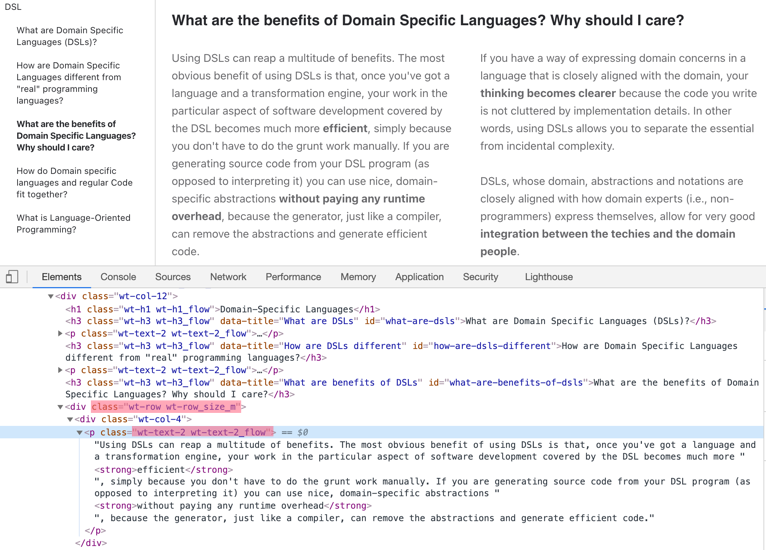 DSL
What are Domain Specific
Languages (DSLs)?
How are Domain Specific
Languages different from
"real" programming
languages?
What are the benefits of
Domain Specific Languages?
Why should I care?
How do Domain specific
languages and regular Code
fit together?
What is Language-Oriented
Programming?
What are the benefits of Domain Specific Languages? Why should I care?
Using DSLs can reap a multitude of benefits. The most
obvious benefit of using DSLs is that, once you've got a
language and a transformation engine, your work in the
particular aspect of software development covered by
the DSL becomes much more efficient, simply because
you don't have to do the grunt work manually. If you are
generating source code from your DSL program (as
opposed to interpreting it) you can use nice, domain-
specific abstractions without paying any runtime
overhead, because the generator, just like a compiler,
can remove the abstractions and generate efficient
code.
If you have a way of expressing domain concerns in a
language that is closely aligned with the domain, your
thinking becomes clearer because the code you write
is not cluttered by implementation details. In other
words, using DSLs allows you to separate the essential
from incidental complexity.
DSLs, whose domain, abstractions and notations are
closely aligned with how domain experts (i.e., non-
programmers) express themselves, allow for very good
integration between the techies and the domain
people.
Elements Console Sources Network Performance Memory Application Security Lighthouse
▼<div class="wt-col-12">
<h1 class="wt-h1 wt-h1_flow">Domain-Specific Languages</h1>
<h3 class="wt-h3 wt-h3_flow" data-title="What are DSLs" id="what-are-dsls">What are Domain Specific Languages (DSLs)?</h3>
▶<p class="wt-text-2 wt-text-2_flow">…</p>
<h3 class="wt-h3 wt-h3_flow" data-title="How are DSLs different" id="how-are-dsls-different">How are Domain Specific Languages
different from "real" programming languages?</h3>
▶<p class="wt-text-2 wt-text-2_flow">…</p>
<h3 class="wt-h3 wt-h3_flow" data-title="What are benefits of DSLs" id="what-are-benefits-of-dsls">What are the benefits of Domain
Specific Languages? Why should I care?</h3>
▼<div class="wt-row wt-row_size_m">
▼<div class="wt-col-4">
▼<p class="wt-text-2 wt-text-2_flow"> == $0
"Using DSLs can reap a multitude of benefits. The most obvious benefit of using DSLs is that, once you've got a language and
a transformation engine, your work in the particular aspect of software development covered by the DSL becomes much more "
<strong>efficient</strong>
", simply because you don't have to do the grunt work manually. If you are generating source code from your DSL program (as
opposed to interpreting it) you can use nice, domain-specific abstractions "
<strong>without paying any runtime overhead</strong>
", because the generator, just like a compiler, can remove the abstractions and generate efficient code."
</p>
</div>